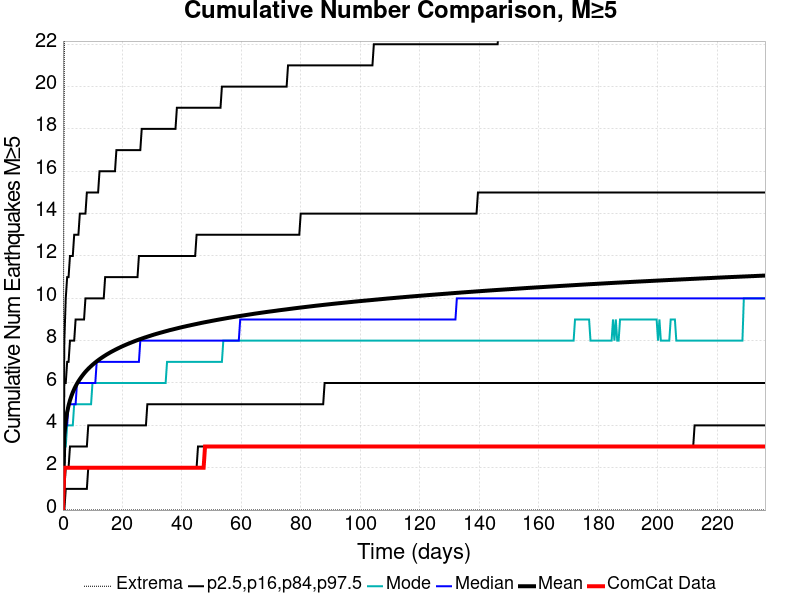 Cumulative Number Comparison, M≥5
Cumulative Num Earthquakes M≥5
22
20
18
16
14
12
10
8
6
4
2
0
0 20 40 60 80 100 120 140 160 180 200 220
Time (days)
Extrema p2.5,p16,p84,p97.5 Mode Median Mean ComCat Data